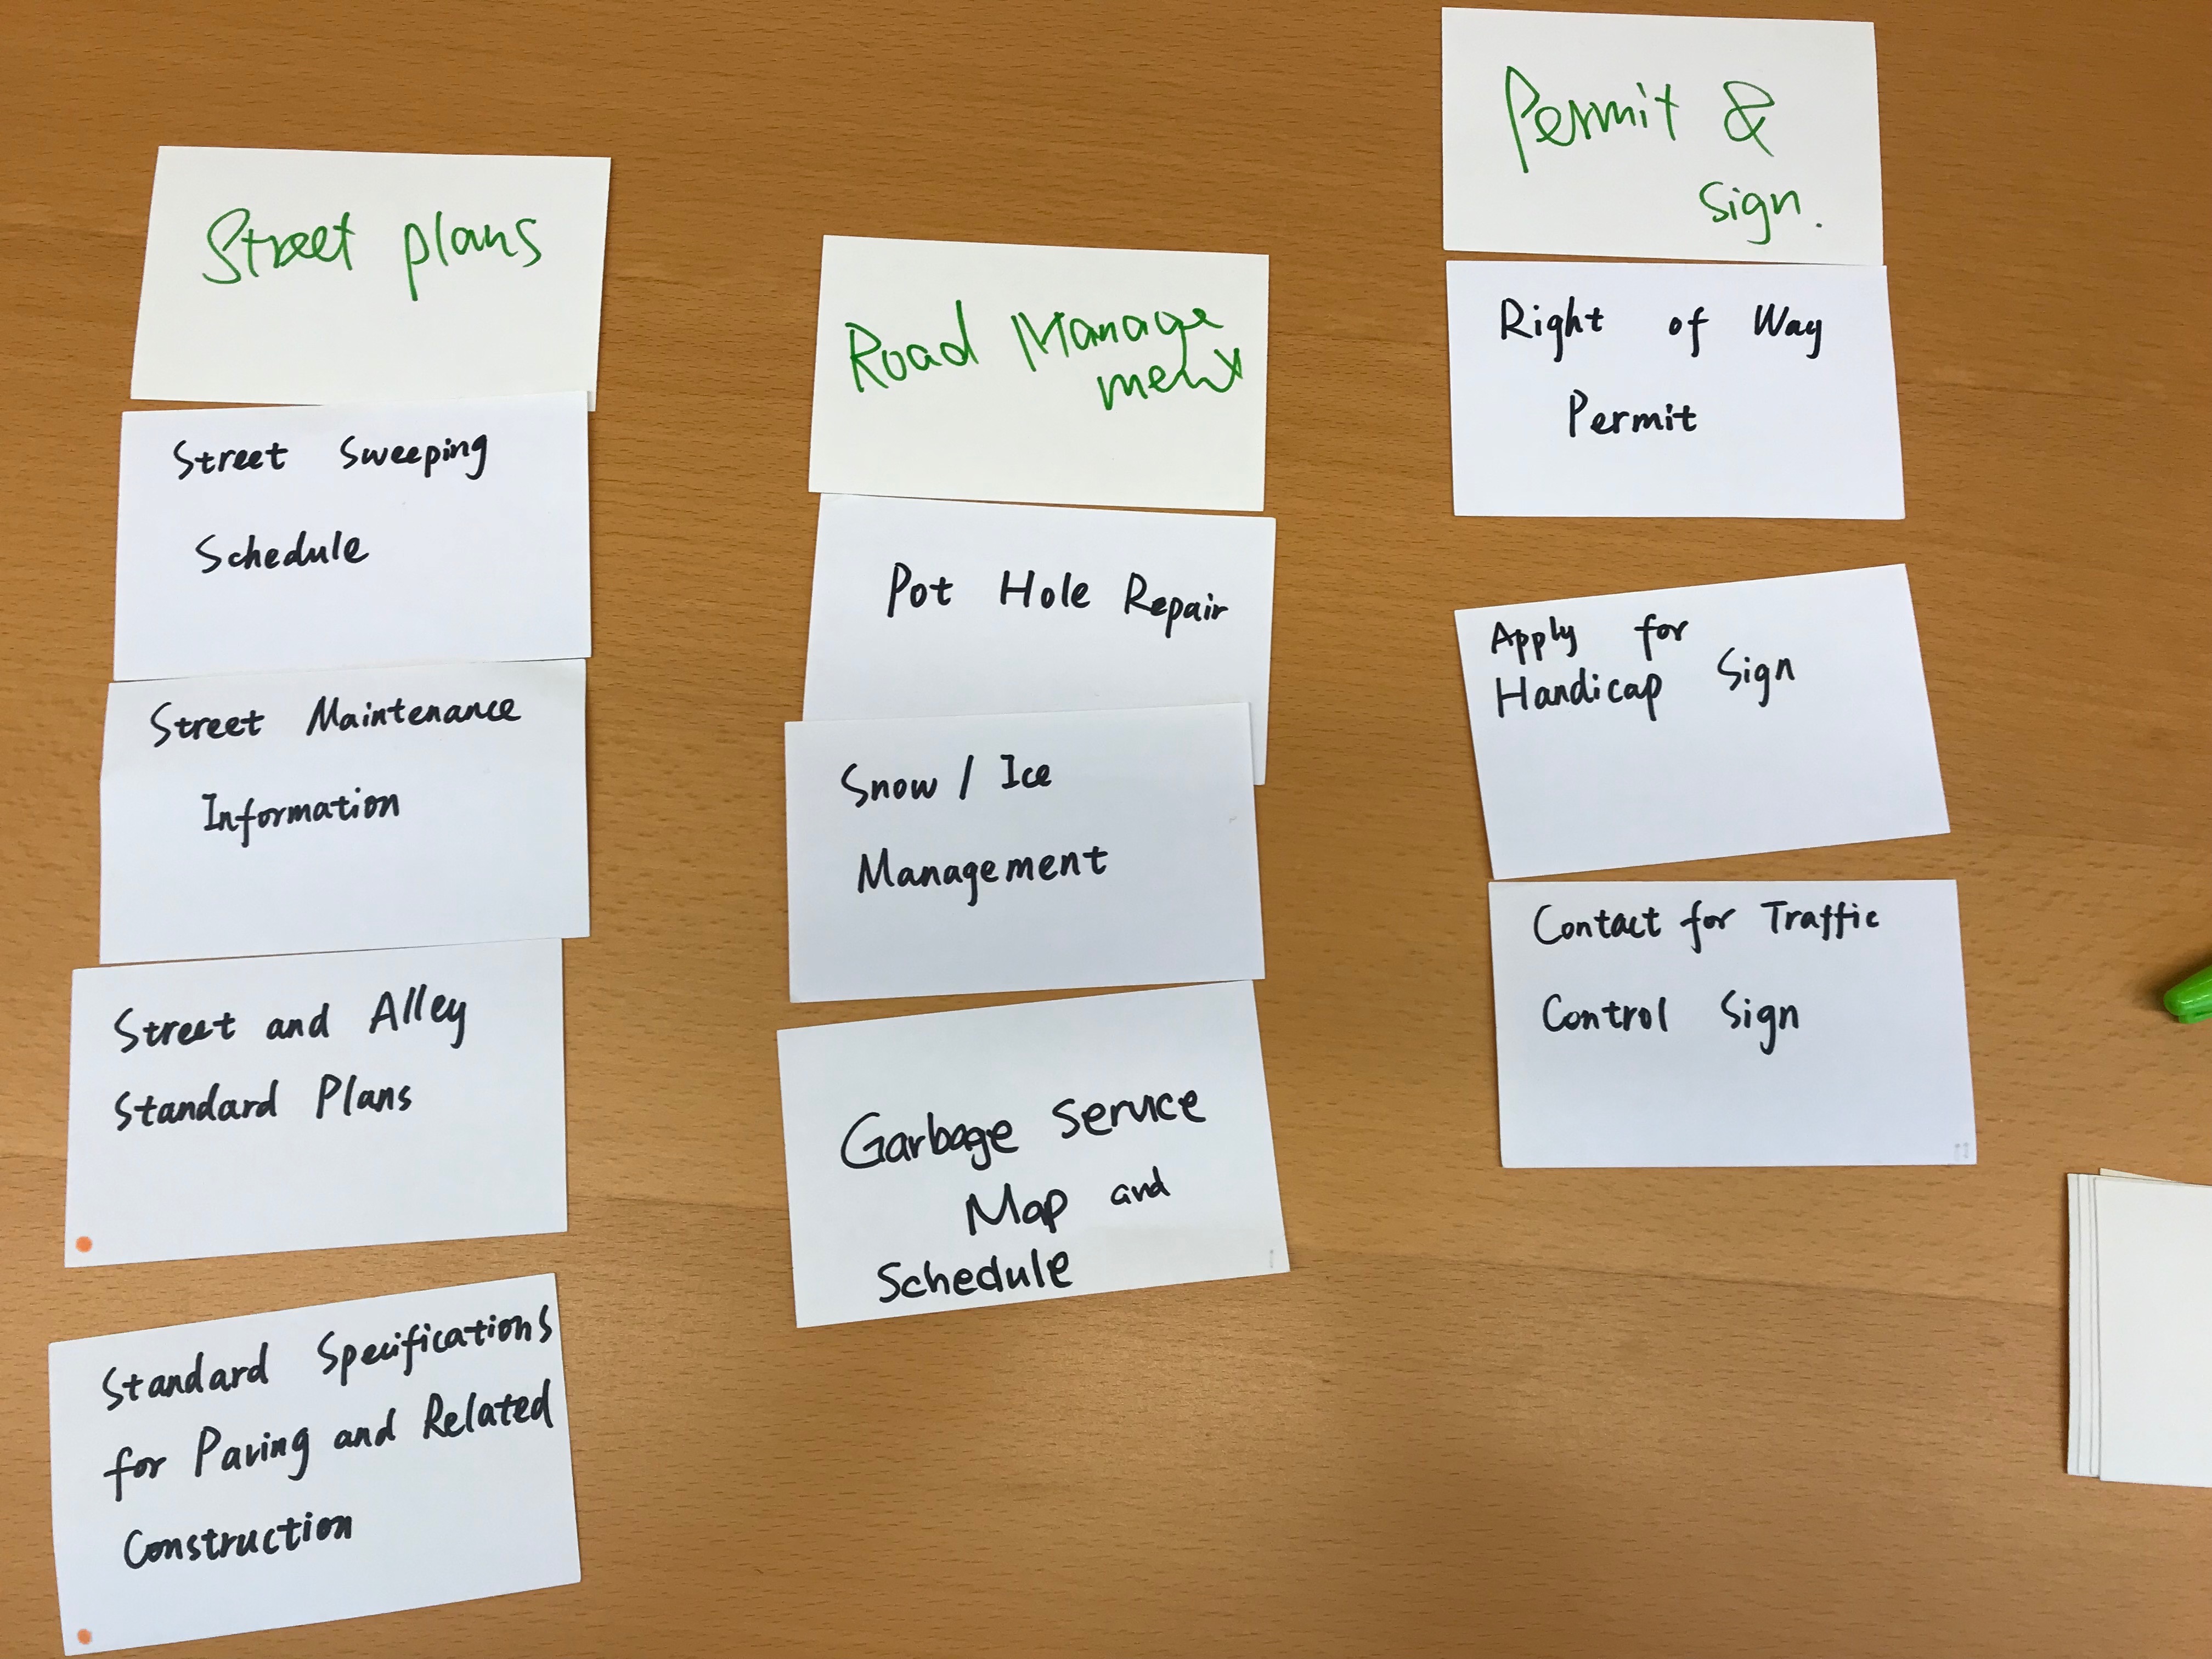 Street plans
Street Sweeping
Schedule
Street Maintenance
Information
Street and Alley
Standard Plans
Standard Specifications
for Paving and Related
Construction
Road Manage
ment
Pot Hole Repair
Snow / Ice
Management
Garbage Service
Map and
Schedule
Permit &
Sign.
Right of Way
Permit
Apply for
Handicap Sign
Contact for Traffic
Control Sign